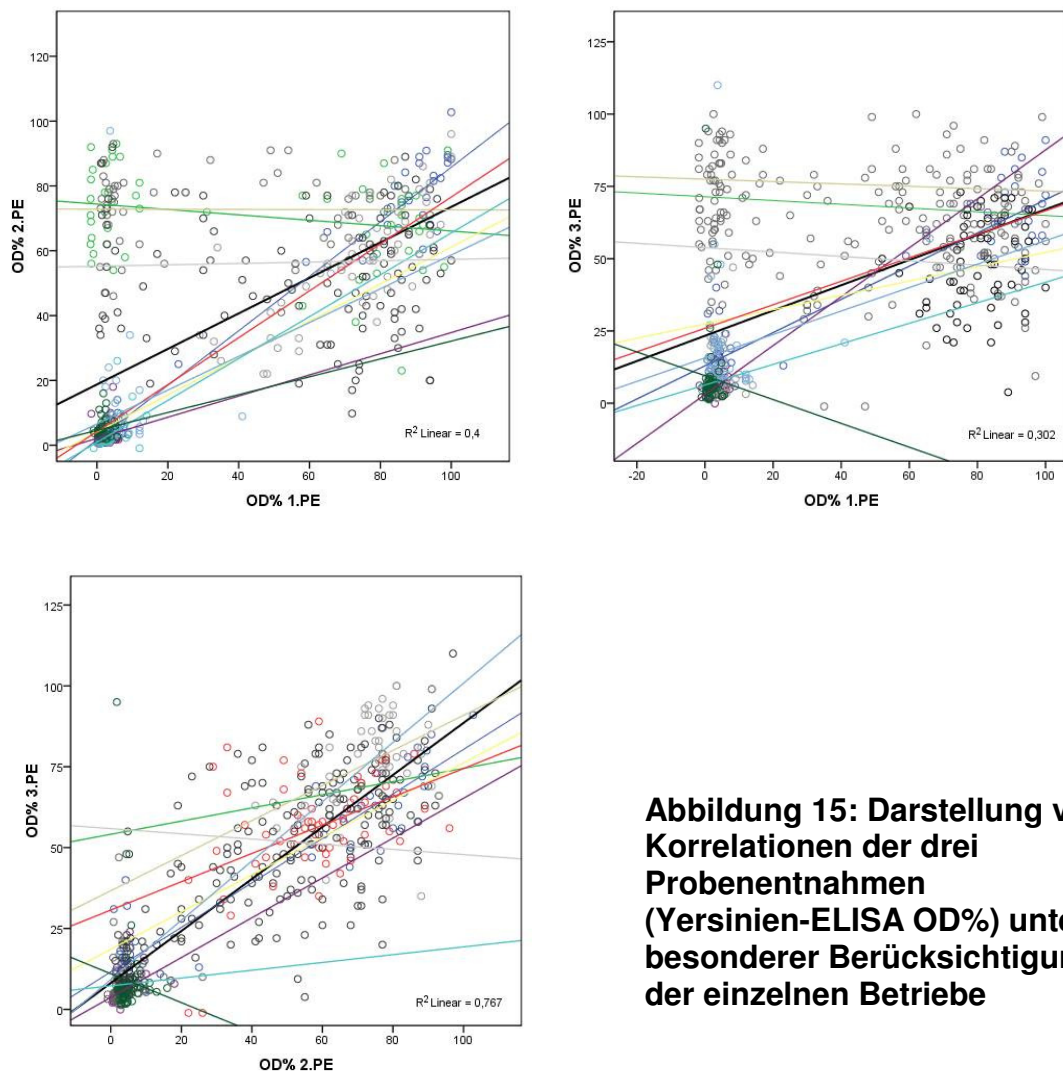 120
100
80
60
40
20
0
OD% 2.PE
R² Linear = 0,4
0 20 40 60 80 100
OD% 1.PE
125
100
75
50
25
0
OD% 3.PE
R² Linear = 0,302
-20 0 20 40 60 80 100
OD% 1.PE
125
100
75
50
25
0
OD% 3.PE
R² Linear = 0,767
0 20 40 60 80 100
OD% 2.PE
Abbildung 15: Darstellung v
Korrelationen der drei
Probenentnahmen
(Yersinien-ELISA OD%) unte
besonderer Berücksichtigu
der einzelnen Betriebe